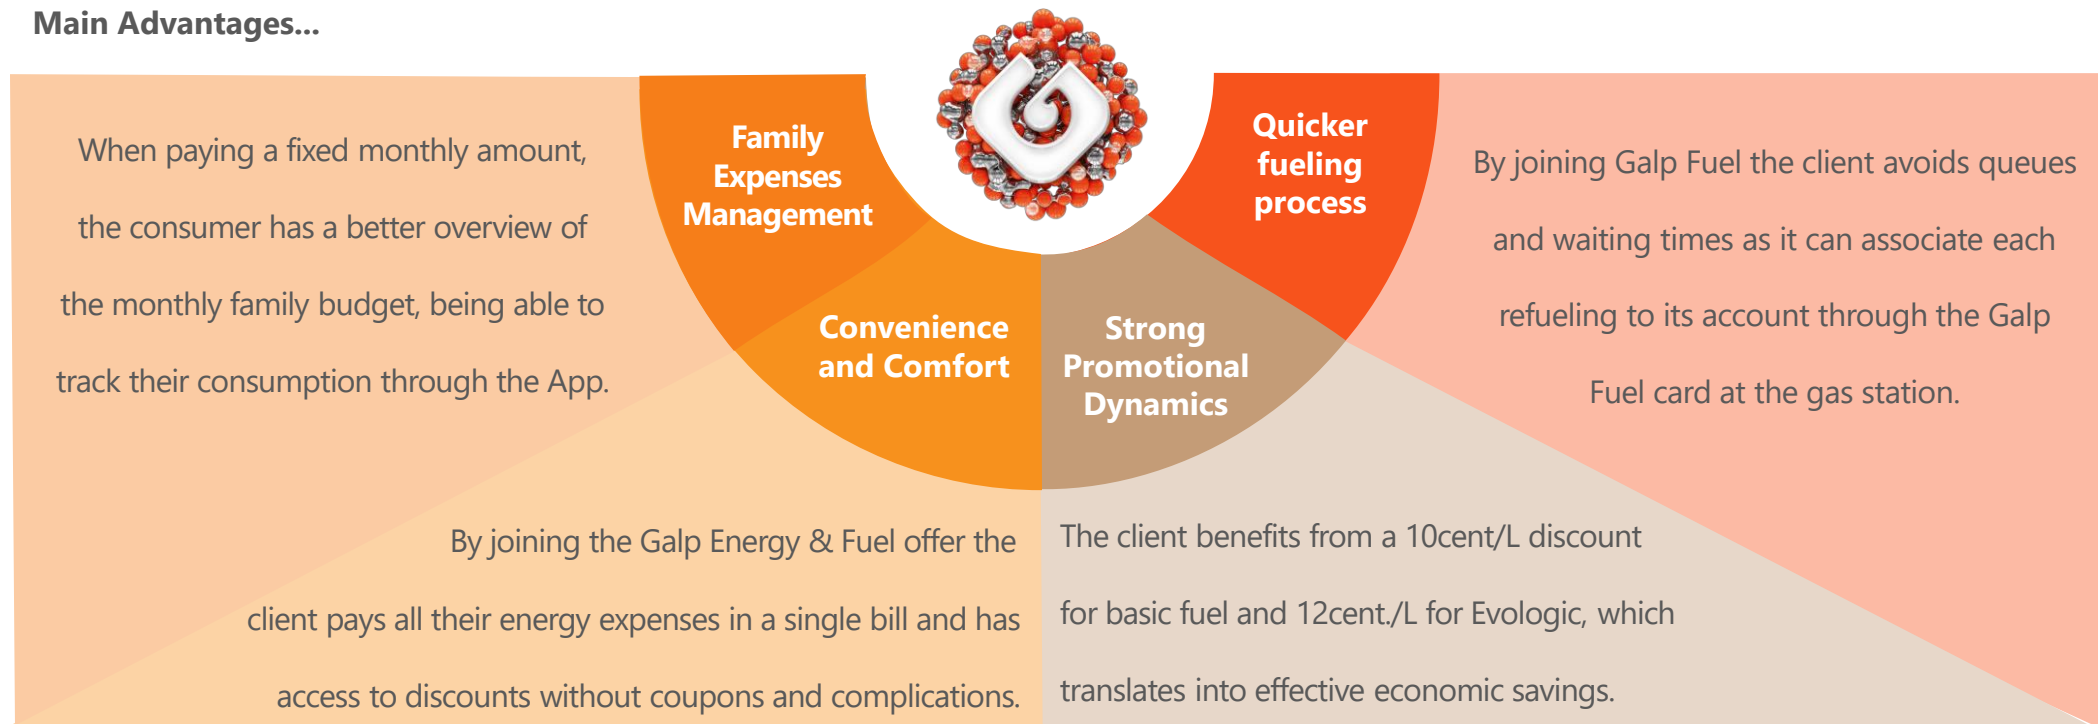 Main Advantages...
Family
Expenses
Management
When paying a fixed monthly amount,
the consumer has a better overview of
the monthly family budget, being able to
track their consumption through the App.
Convenience
and Comfort
By joining the Galp Energy & Fuel offer the
client pays all their energy expenses in a single bill and has
access to discounts without coupons and complications.
Strong
Promotional
Dynamics
The client benefits from a 10cent/L discount
for basic fuel and 12cent./L for Evologic, which
translates into effective economic savings.
Quicker
fueling
process
By joining Galp Fuel the client avoids queues
and waiting times as it can associate each
refueling to its account through the Galp
Fuel card at the gas station.